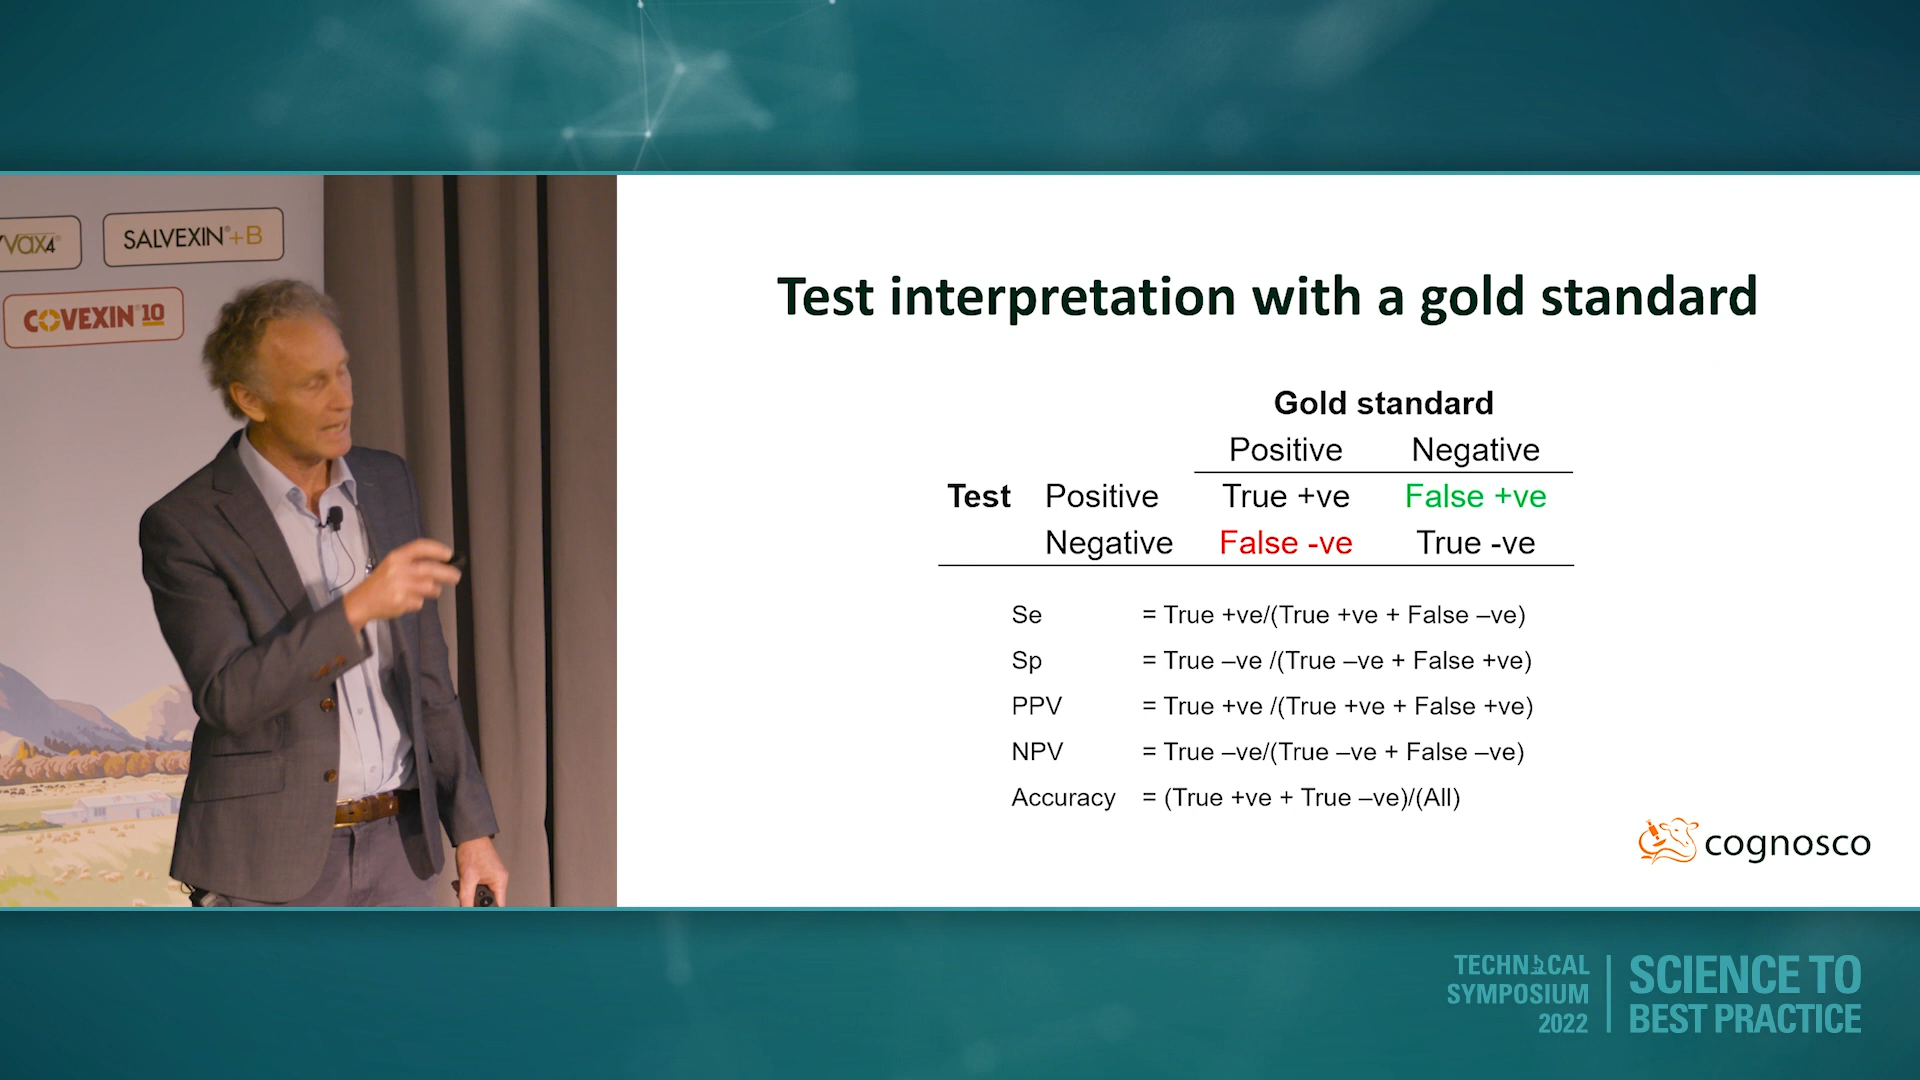 vax4®
SALVEXIN®+B
COVEXIN®10
Test interpretation with a gold standard
Gold standard
Positive Negative
Test Positive True +ve False +ve
Negative False -ve True -ve
Se = True +ve/(True +ve + False –ve)
Sp = True –ve /(True –ve + False +ve)
PPV = True +ve /(True +ve + False +ve)
NPV = True –ve/(True –ve + False –ve)
Accuracy = (True +ve + True –ve)/(All)
cognosco
TECHNICAL
SYMPOSIUM
2022
SCIENCE TO
BEST PRACTICE